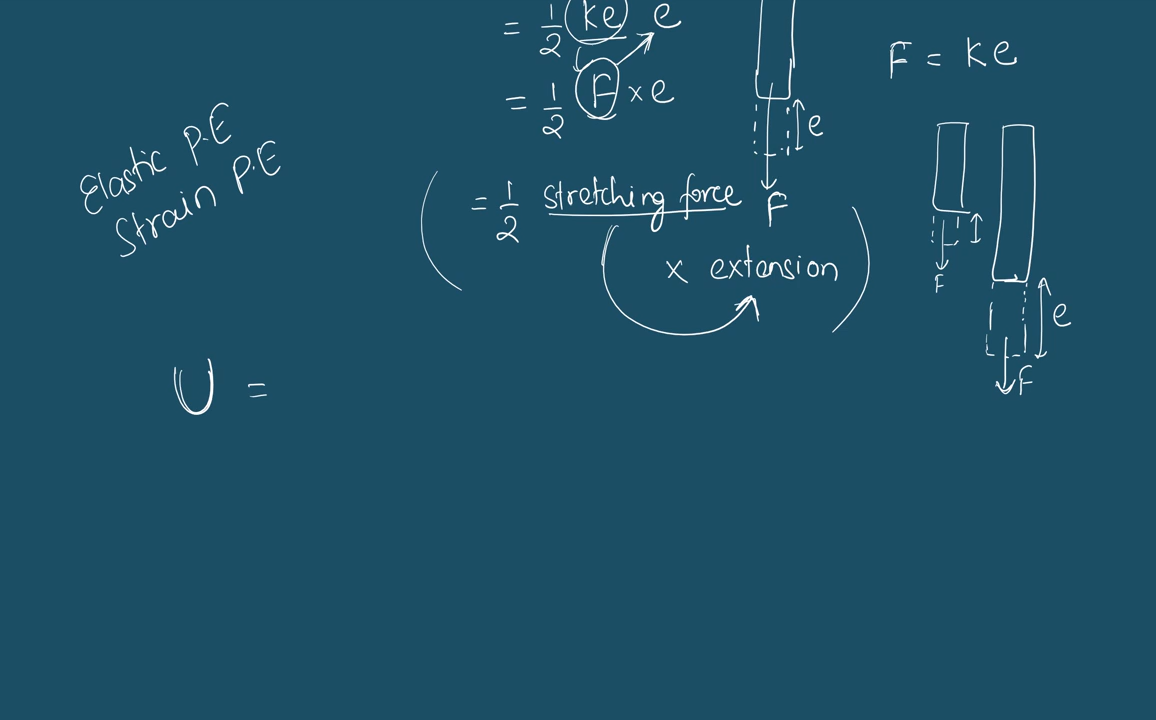 = 1/2 ke e
= 1/2 F × e
F = ke
e
Elastic P.E
Strain P.E
= 1/2 stretching force
F
× extension
F
e
F
U =